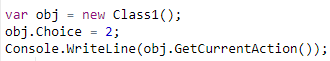 var obj = new Class1();
obj.Choice = 2;
Console.WriteLine(obj.GetCurrentAction());